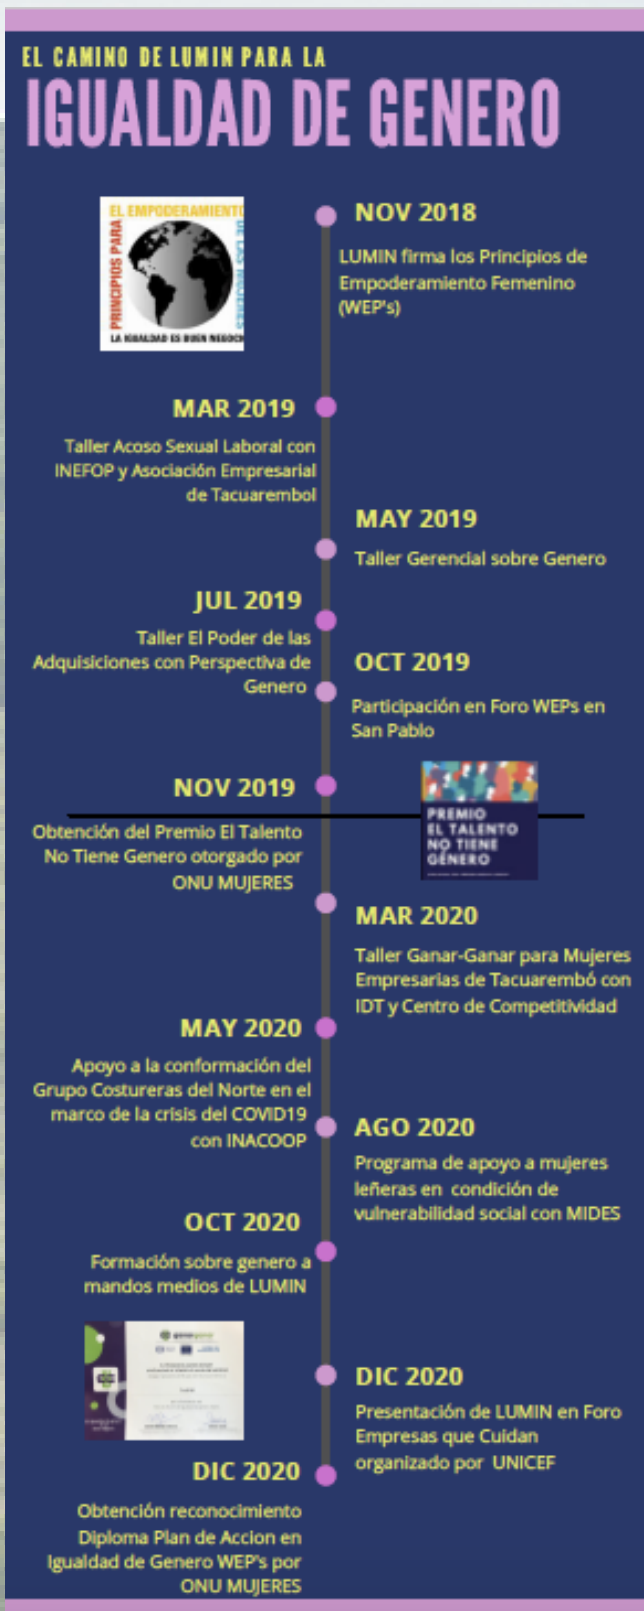 EL CAMINO DE LUMIN PARA LA
IGUALDAD DE GENERO
PRINCIPIOS PARA
EL EMPODERAMIENTO
DE LAS MUJERES
LA IGUALDAD ES BUEN NEGOCI
NOV 2018
LUMIN firma los Principios de
Empoderamiento Femenino
(WEP's)
MAR 2019
Taller Acoso Sexual Laboral con
INEFOP y Asociación Empresarial
de Tacuarembol
MAY 2019
Taller Gerencial sobre Genero
JUL 2019
Taller El Poder de las
Adquisiciones con Perspectiva de
Genero
OCT 2019
Participación en Foro WEPs en
San Pablo
NOV 2019
Obtención del Premio El Talento
No Tiene Genero otorgado por
ONU MUJERES
PREMIO
EL TALENTO
NO TIENE
GÉNERO
MAR 2020
Taller Ganar-Ganar para Mujeres
Empresarias de Tacuarembó con
IDT y Centro de Competitividad
MAY 2020
Apoyo a la conformación del
Grupo Costureras del Norte en el
marco de la crisis del COVID19
con INACOOP
AGO 2020
Programa de apoyo a mujeres
leñeras en condición de
vulnerabilidad social con MIDES
OCT 2020
Formación sobre genero a
mandos medios de LUMIN
DIC 2020
Presentación de LUMIN en Foro
Empresas que Cuidan
organizado por UNICEF
DIC 2020
Obtención reconocimiento
Diploma Plan de Accion en
Igualdad de Genero WEP's por
ONU MUJERES